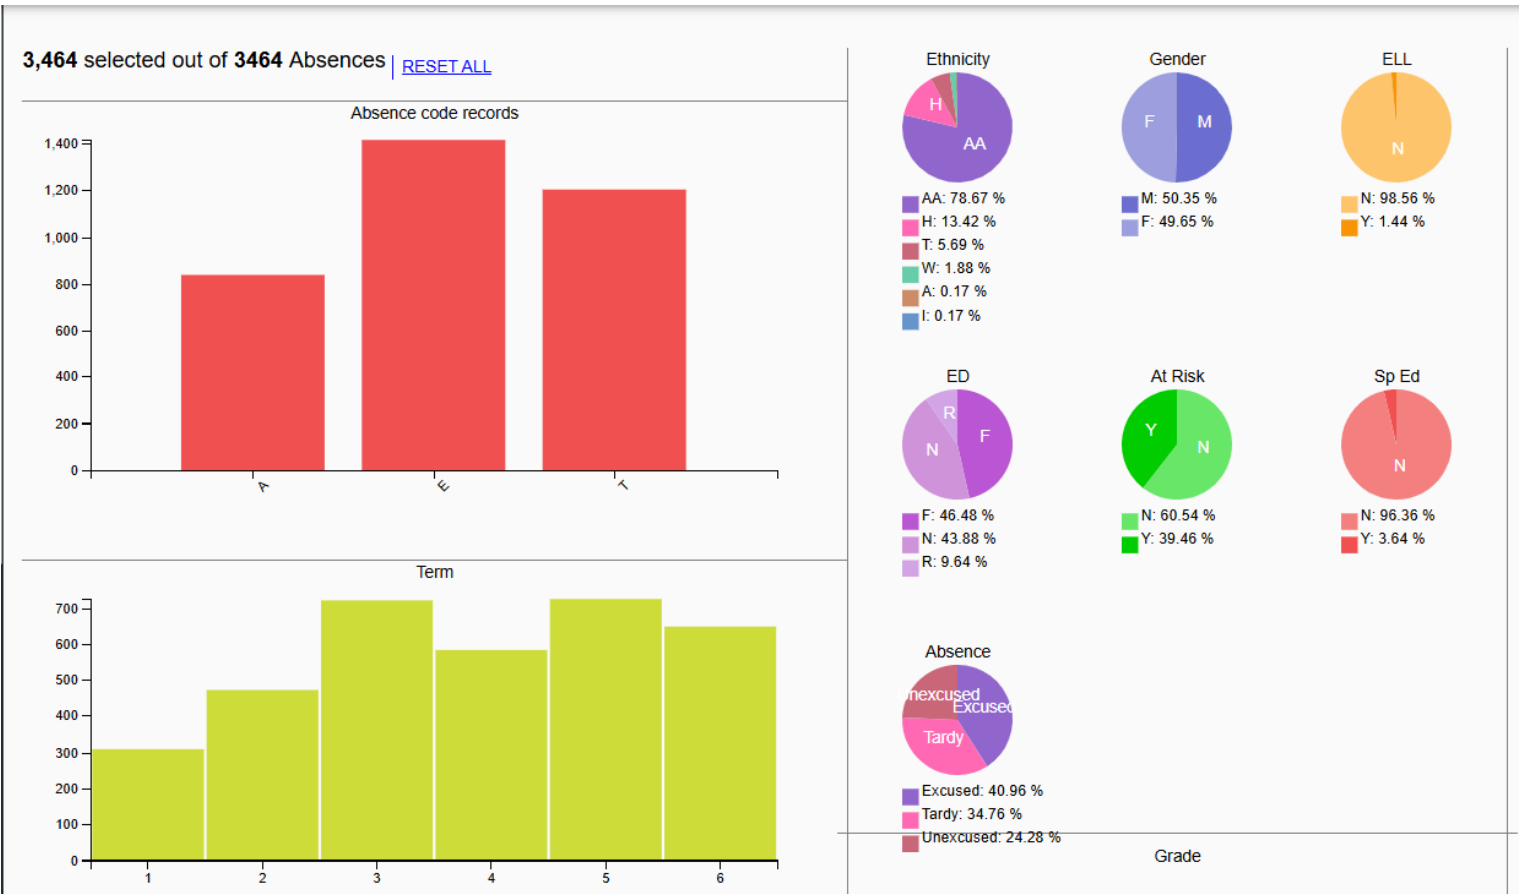 3,464 selected out of 3464 Absences | RESET ALL
Absence code records
1,400
1,200
1,000
800
600
400
200
0
A
E
T
Term
700
600
500
400
300
200
100
0
1
2
3
4
5
6
Ethnicity
H
AA
AA: 78.67 %
H: 13.42 %
T: 5.69 %
W: 1.88 %
A: 0.17 %
I: 0.17 %
Gender
F
M
M: 50.35 %
F: 49.65 %
ELL
N
N: 98.56 %
Y: 1.44 %
ED
R
F
N
F: 46.48 %
N: 43.88 %
R: 9.64 %
At Risk
Y
N
N: 60.54 %
Y: 39.46 %
Sp Ed
N
N: 96.36 %
Y: 3.64 %
Absence
nexcused
Excused
Tardy
Excused: 40.96 %
Tardy: 34.76 %
Unexcused: 24.28 %
Grade